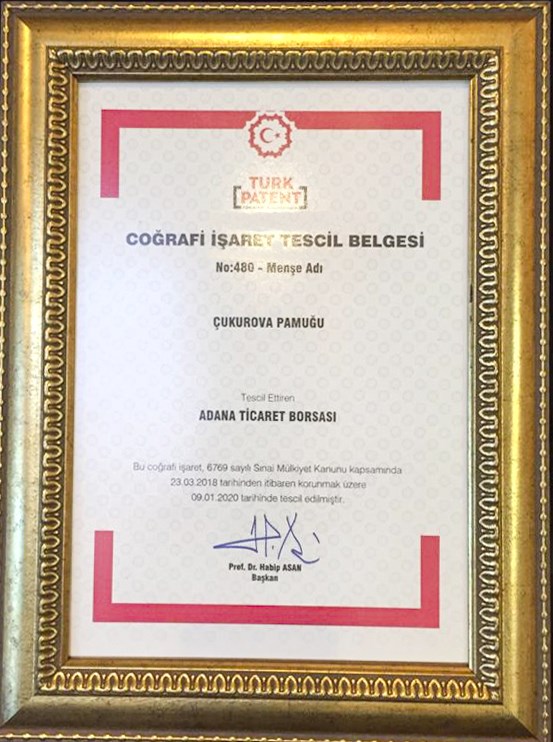 TÜRK
PATENT
COĞRAFİ İŞARET TESCİL BELGESİ
No:480 - Menşe Adı
ÇUKUROVA PAMUĞU
Tescil Ettiren
ADANA TİCARET BORSASI
Bu coğrafi işaret, 6769 sayılı Sınai Mülkiyet Kanunu kapsamında
23.03.2018 tarihinden itibaren korunmak üzere
09.01.2020 tarihinde tescil edilmiştir.
Prof. Dr. Habip ASAN
Başkan